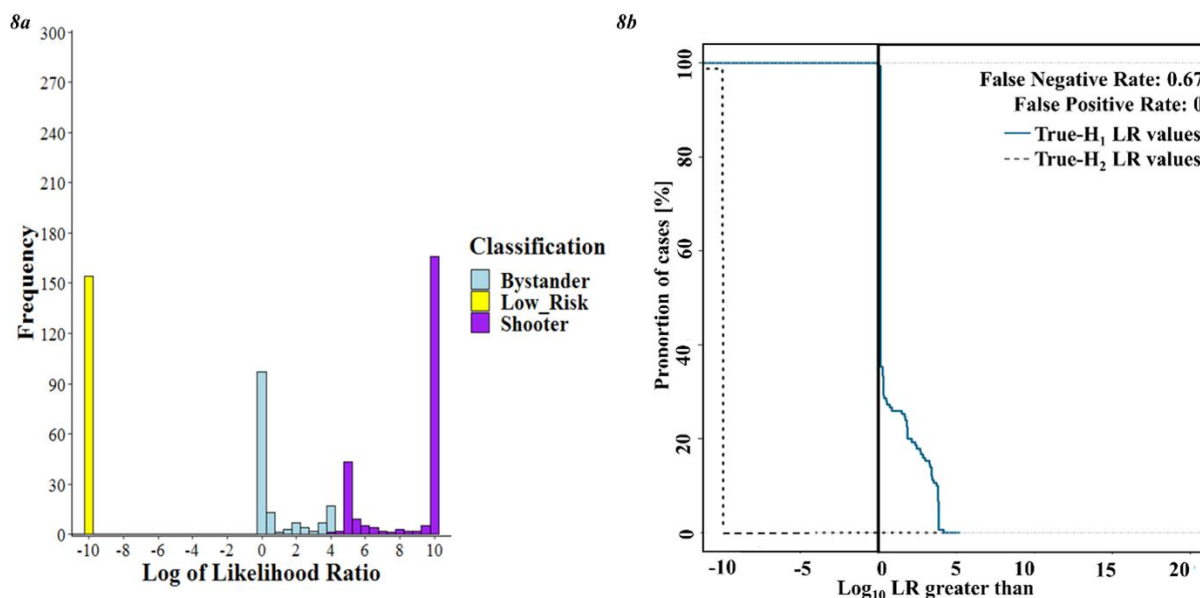 8a
300
270
240
210
180
150
120
90
60
30
0
Frequency
-10 -8 -6 -4 -2 0 2 4 6 8 10
Log of Likelihood Ratio
Classification
Bystander
Low_Risk
Shooter
8b
100
80
60
40
20
0
Proportion of cases [%]
False Negative Rate: 0.67
False Positive Rate: 0
True-H₁ LR values
True-H₂ LR values
-10 -5 0 5 10 15 20
Log₁₀ LR greater than